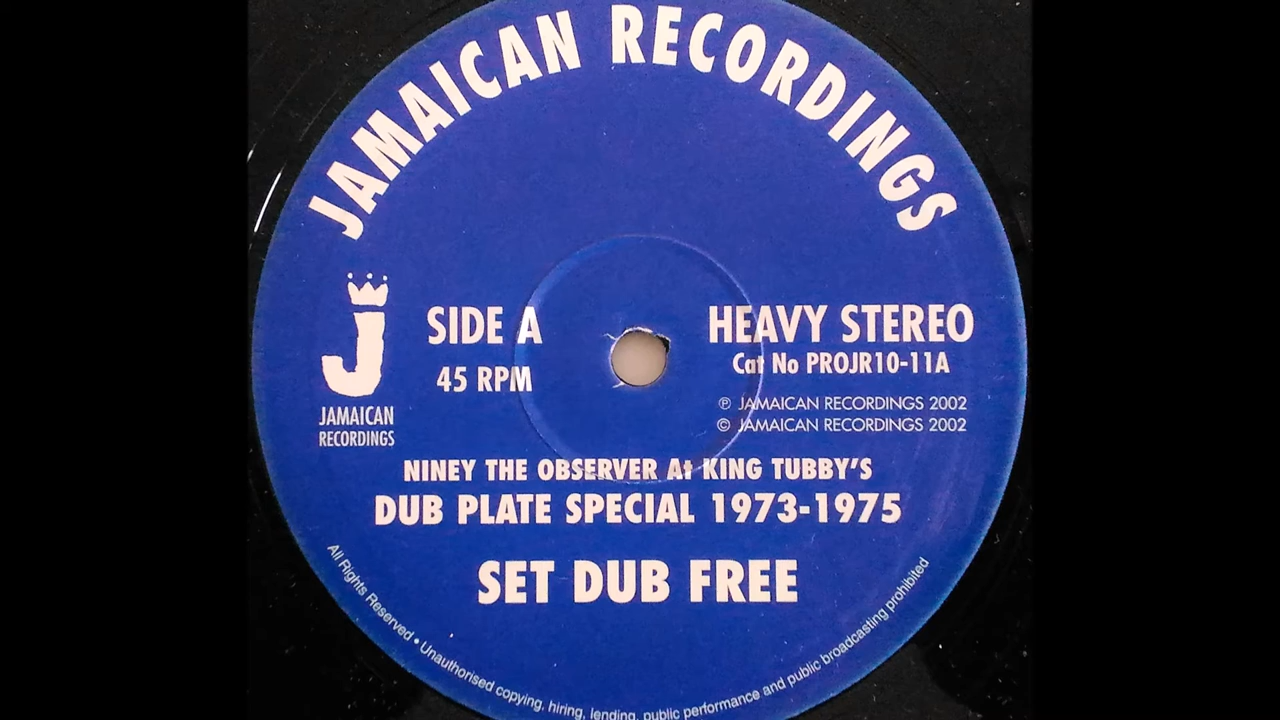 JAMAICAN RECORDINGS
J
JAMAICAN
RECORDINGS
SIDE A
45 RPM
HEAVY STEREO
Cat No PROJR10-11A
℗ JAMAICAN RECORDINGS 2002
© JAMAICAN RECORDINGS 2002
NINEY THE OBSERVER At KING TUBBY'S
DUB PLATE SPECIAL 1973-1975
SET DUB FREE
All Rights Reserved • Unauthorised copying, hiring, lending, public performance and public broadcasting prohibited